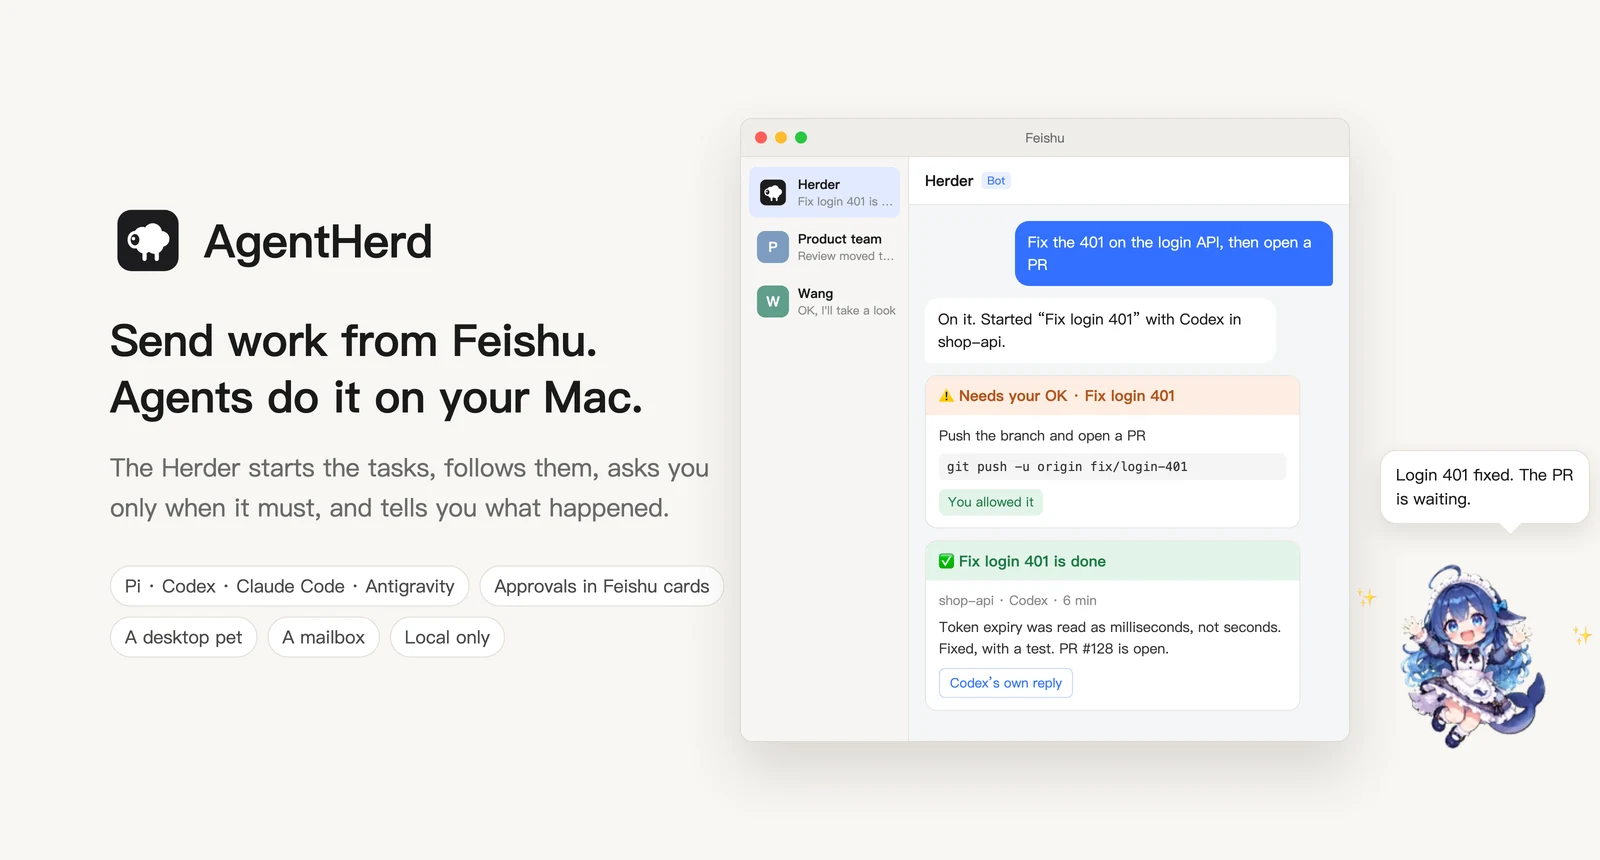 AgentHerd
Send work from Feishu.
Agents do it on your Mac.
The Herder starts the tasks, follows them, asks you
only when it must, and tells you what happened.
Pi · Codex · Claude Code · Antigravity
Approvals in Feishu cards
A desktop pet
A mailbox
Local only
Feishu
Herder
Fix login 401 is ...
P
Product team
Review moved t...
W
Wang
OK, I'll take a look
Herder
Bot
Fix the 401 on the login API, then open a
PR
On it. Started “Fix login 401” with Codex in
shop-api.
⚠️ Needs your OK · Fix login 401
Push the branch and open a PR
git push -u origin fix/login-401
You allowed it
✅ Fix login 401 is done
shop-api · Codex · 6 min
Token expiry was read as milliseconds, not seconds.
Fixed, with a test. PR #128 is open.
Codex's own reply
Login 401 fixed. The PR
is waiting.